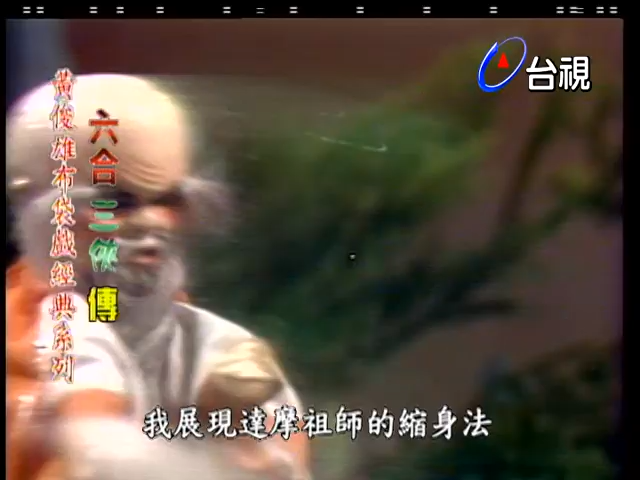 台視
黃俊雄布袋戲經典系列
六合三俠傳
我展現達摩祖師的縮身法